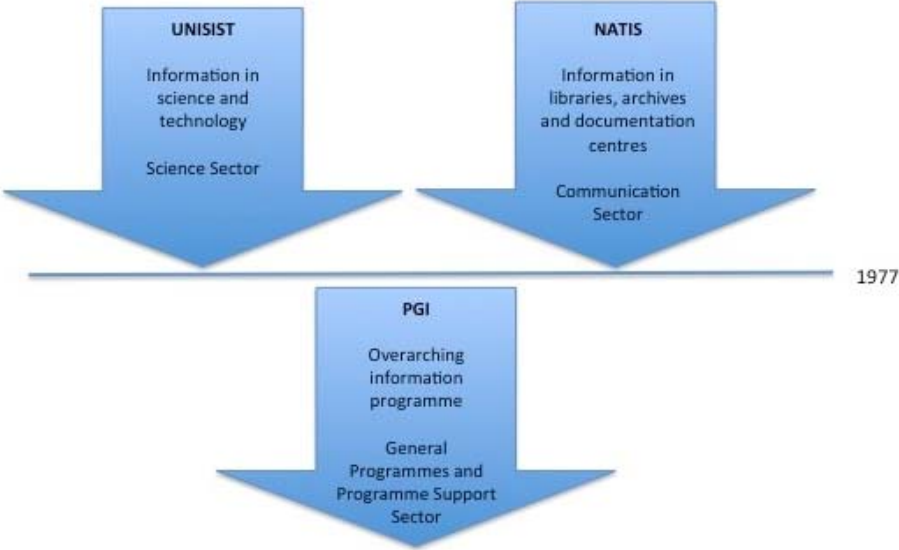 UNISIST
Information in
science and
technology
Science Sector
NATIS
Information in
libraries, archives
and documentation
centres
Communication
Sector
1977
PGI
Overarching
information
programme
General
Programmes and
Programme Support
Sector